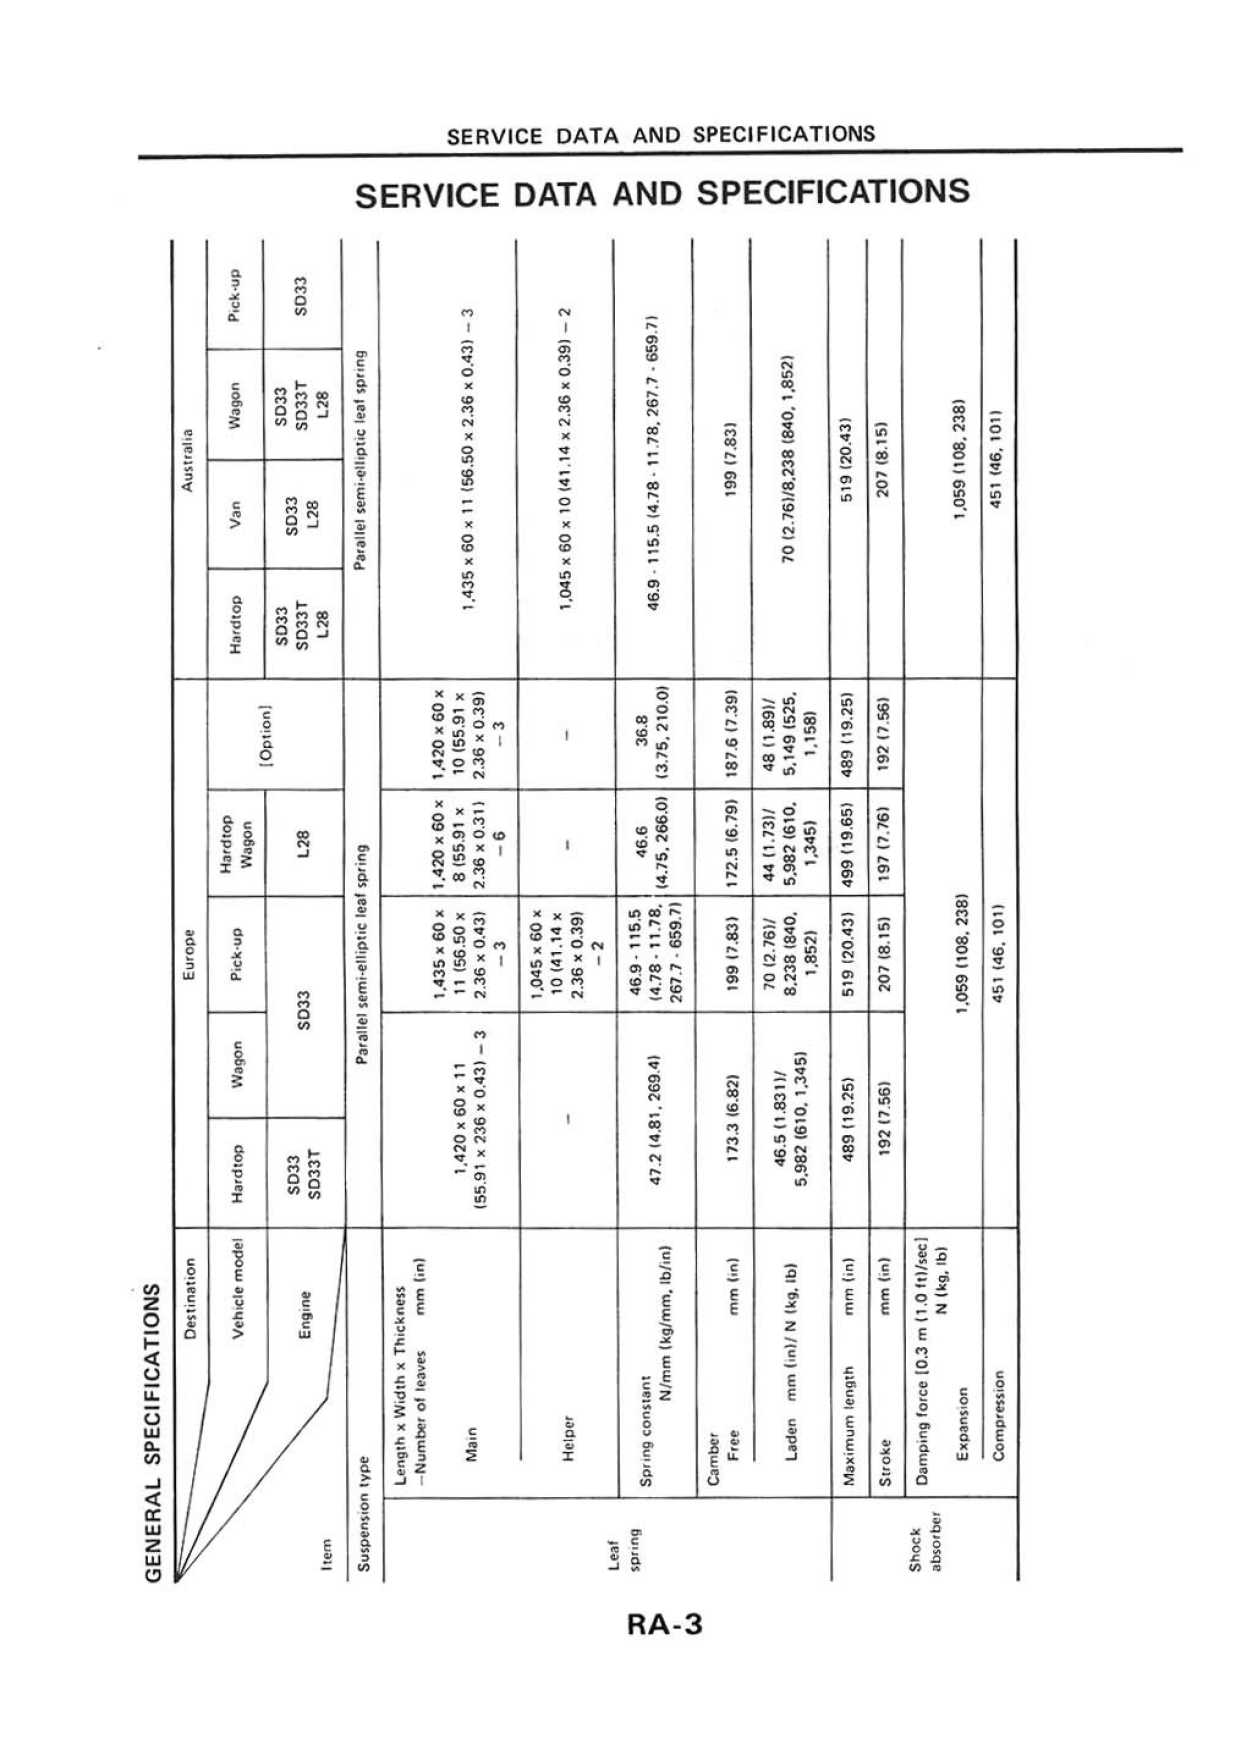 SERVICE DATA AND SPECIFICATIONS
SERVICE DATA AND SPECIFICATIONS
GENERAL SPECIFICATIONS
Destination
Europe
Australia
Vehicle model
Hardtop
Wagon
Pick-up
Hardtop
Wagon
[Option]
Hardtop
Van
Wagon
Pick-up
Engine
SD33
SD33T
SD33
L28
SD33
SD33T
L28
SD33
L28
SD33
SD33T
L28
SD33
Item
Suspension type
Parallel semi-elliptic leaf spring
Parallel semi-elliptic leaf spring
Leaf
spring
Length x Width x Thickness
—Number of leaves mm (in)
Main
1,420 x 60 x 11
(55.91 x 236 x 0.43) — 3
1,435 x 60 x
11 (56.50 x
2.36 x 0.43)
— 3
1,420 x 60 x
8 (55.91 x
2.36 x 0.31)
— 6
1,420 x 60 x
10 (55.91 x
2.36 x 0.39)
— 3
1,435 x 60 x 11 (56.50 x 2.36 x 0.43) — 3
Helper
—
1,045 x 60 x
10 (41.14 x
2.36 x 0.39)
— 2
—
—
1,045 x 60 x 10 (41.14 x 2.36 x 0.39) — 2
Spring constant
N/mm (kg/mm, lb/in)
47.2 (4.81, 269.4)
46.9 - 115.5
(4.78 - 11.78,
267.7 - 659.7)
46.6
(4.75, 266.0)
36.8
(3.75, 210.0)
46.9 - 115.5 (4.78 - 11.78, 267.7 - 659.7)
Camber
Free mm (in)
173.3 (6.82)
199 (7.83)
172.5 (6.79)
187.6 (7.39)
199 (7.83)
Laden mm (in)/ N (kg, lb)
46.5 (1.831)/
5,982 (610, 1,345)
70 (2.76)/
8,238 (840,
1,852)
44 (1.73)/
5,982 (610,
1,345)
48 (1.89)/
5,149 (525,
1,158)
70 (2.76)/8,238 (840, 1,852)
Shock
absorber
Maximum length mm (in)
489 (19.25)
519 (20.43)
499 (19.65)
489 (19.25)
519 (20.43)
Stroke mm (in)
192 (7.56)
207 (8.15)
197 (7.76)
192 (7.56)
207 (8.15)
Damping force [0.3 m (1.0 ft)/sec]
N (kg, lb)
Expansion
1,059 (108, 238)
1,059 (108, 238)
Compression
451 (46, 101)
451 (46, 101)
RA-3